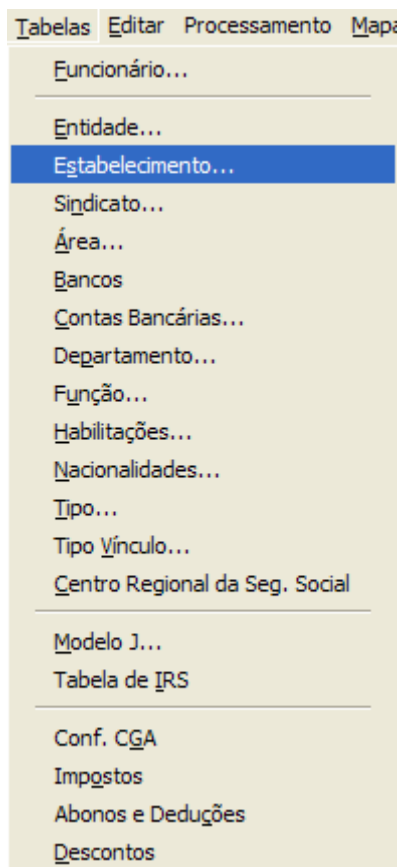 Tabelas Editar Processamento Mapa
Funcionário...
Entidade...
Estabelecimento...
Sindicato...
Área...
Bancos
Contas Bancárias...
Departamento...
Função...
Habilitações...
Nacionalidades...
Tipo...
Tipo Vínculo...
Centro Regional da Seg. Social
Modelo J...
Tabela de IRS
Conf. CGA
Impostos
Abonos e Deduções
Descontos